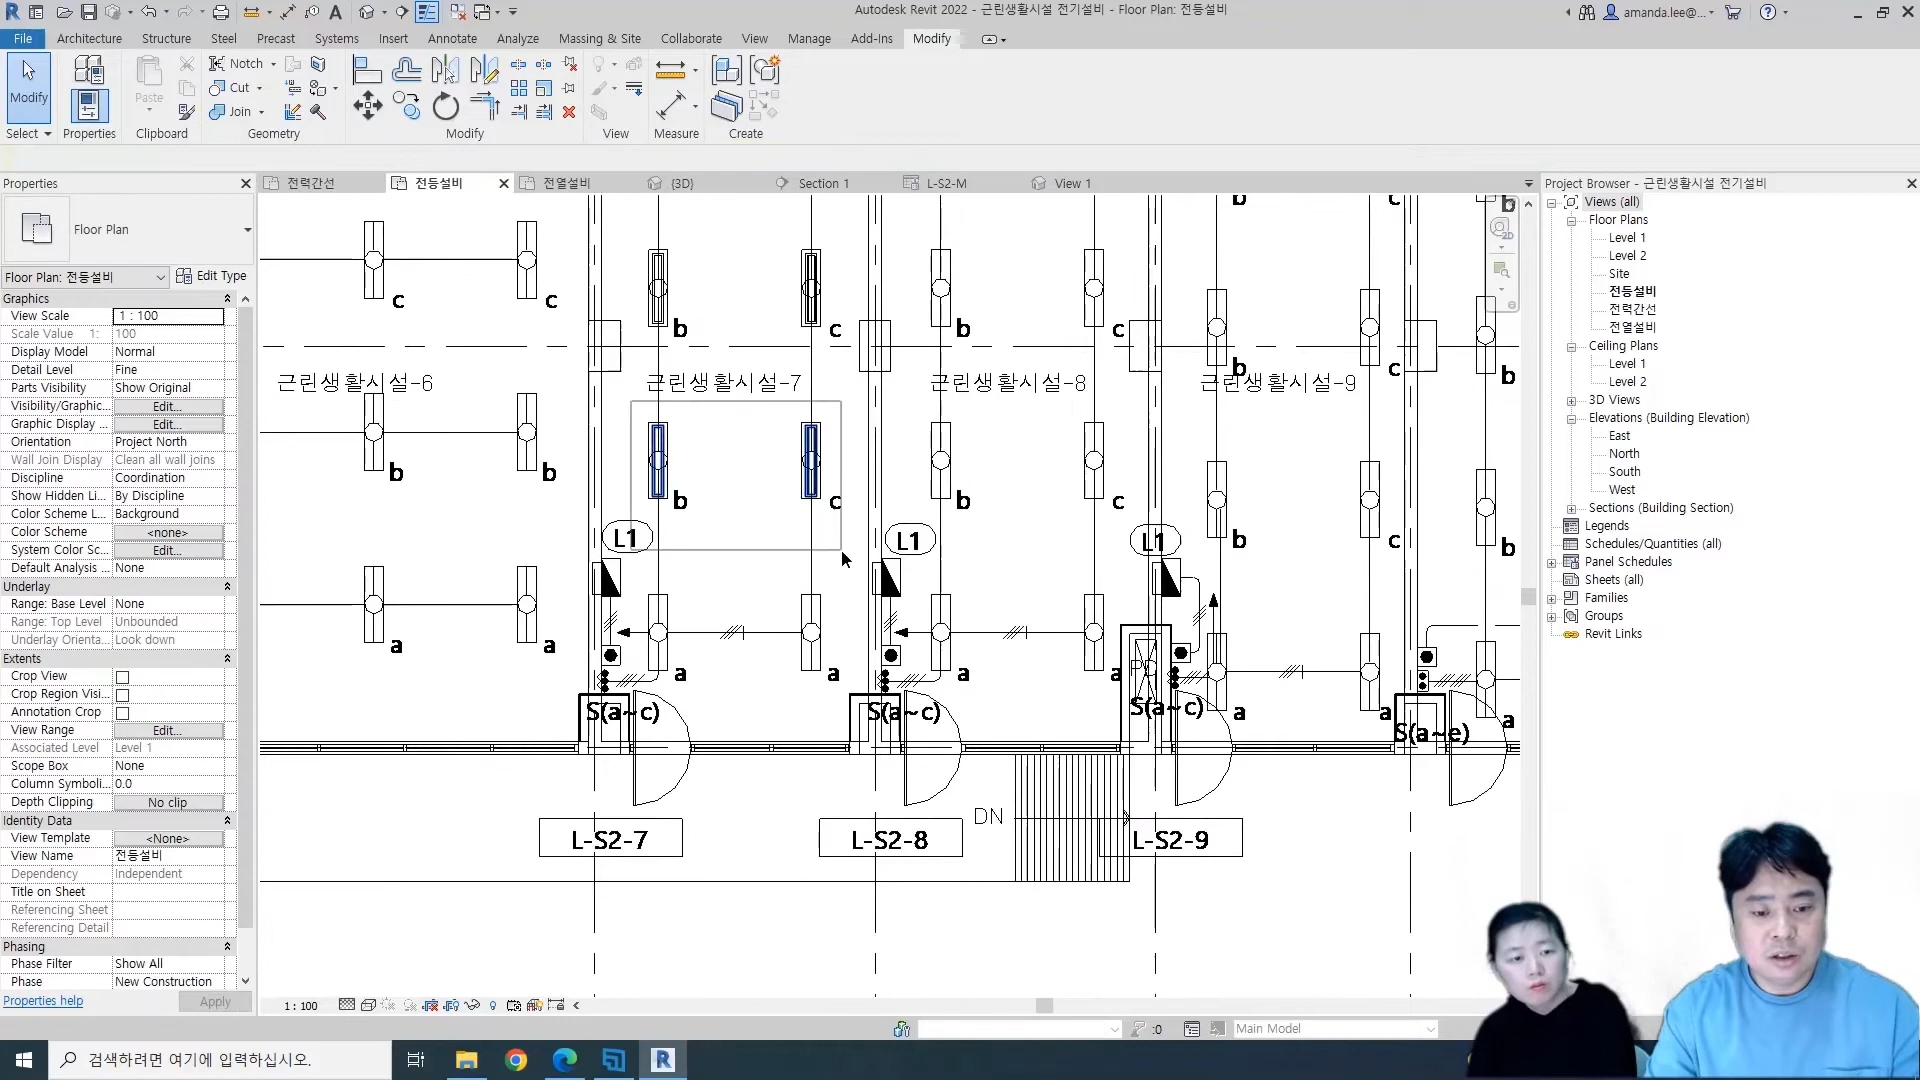 Autodesk Revit 2022 - 근린생활시설 전기설비 - Floor Plan: 전등설비
amanda.lee@...
File Architecture Structure Steel Precast Systems Insert Annotate Analyze Massing & Site Collaborate View Manage Add-Ins Modify
Modify
Paste
Notch
Cut
Join
Select Properties Clipboard Geometry Modify View Measure Create
Properties
전력간선 전등설비 전열설비 {3D} Section 1 L-S2-M View 1
Project Browser - 근린생활시설 전기설비
Floor Plan
Floor Plan: 전등설비 Edit Type
Graphics
View Scale 1 : 100
Scale Value 1: 100
Display Model Normal
Detail Level Fine
Parts Visibility Show Original
Visibility/Graphic... Edit...
Graphic Display ... Edit...
Orientation Project North
Wall Join Display Clean all wall joins
Discipline Coordination
Show Hidden Li... By Discipline
Color Scheme L... Background
Color Scheme <none>
System Color Sc... Edit...
Default Analysis ... None
Underlay
Range: Base Level None
Range: Top Level Unbounded
Underlay Orienta... Look down
Extents
Crop View
Crop Region Visi...
Annotation Crop
View Range Edit...
Associated Level Level 1
Scope Box None
Column Symboli... 0.0
Depth Clipping No clip
Identity Data
View Template <None>
View Name 전등설비
Dependency Independent
Title on Sheet
Referencing Sheet
Referencing Detail
Phasing
Phase Filter Show All
Phase New Construction
Properties help Apply
b c b
2D
c c b c b c b c b
근린생활시설-6 근린생활시설-7 근린생활시설-8 근린생활시설-9
b b b c b c b c b
L1 L1 L1
a a a a a a a a a
S(a~c) S(a~c) S(a~c) S(a~e)
DN
L-S2-7 L-S2-8 L-S2-9
Views (all)
Floor Plans
Level 1
Level 2
Site
전등설비
전력간선
전열설비
Ceiling Plans
Level 1
Level 2
3D Views
Elevations (Building Elevation)
East
North
South
West
Sections (Building Section)
Legends
Schedules/Quantities (all)
Panel Schedules
Sheets (all)
Families
Groups
Revit Links
1 : 100
:0 Main Model
검색하려면 여기에 입력하십시오.